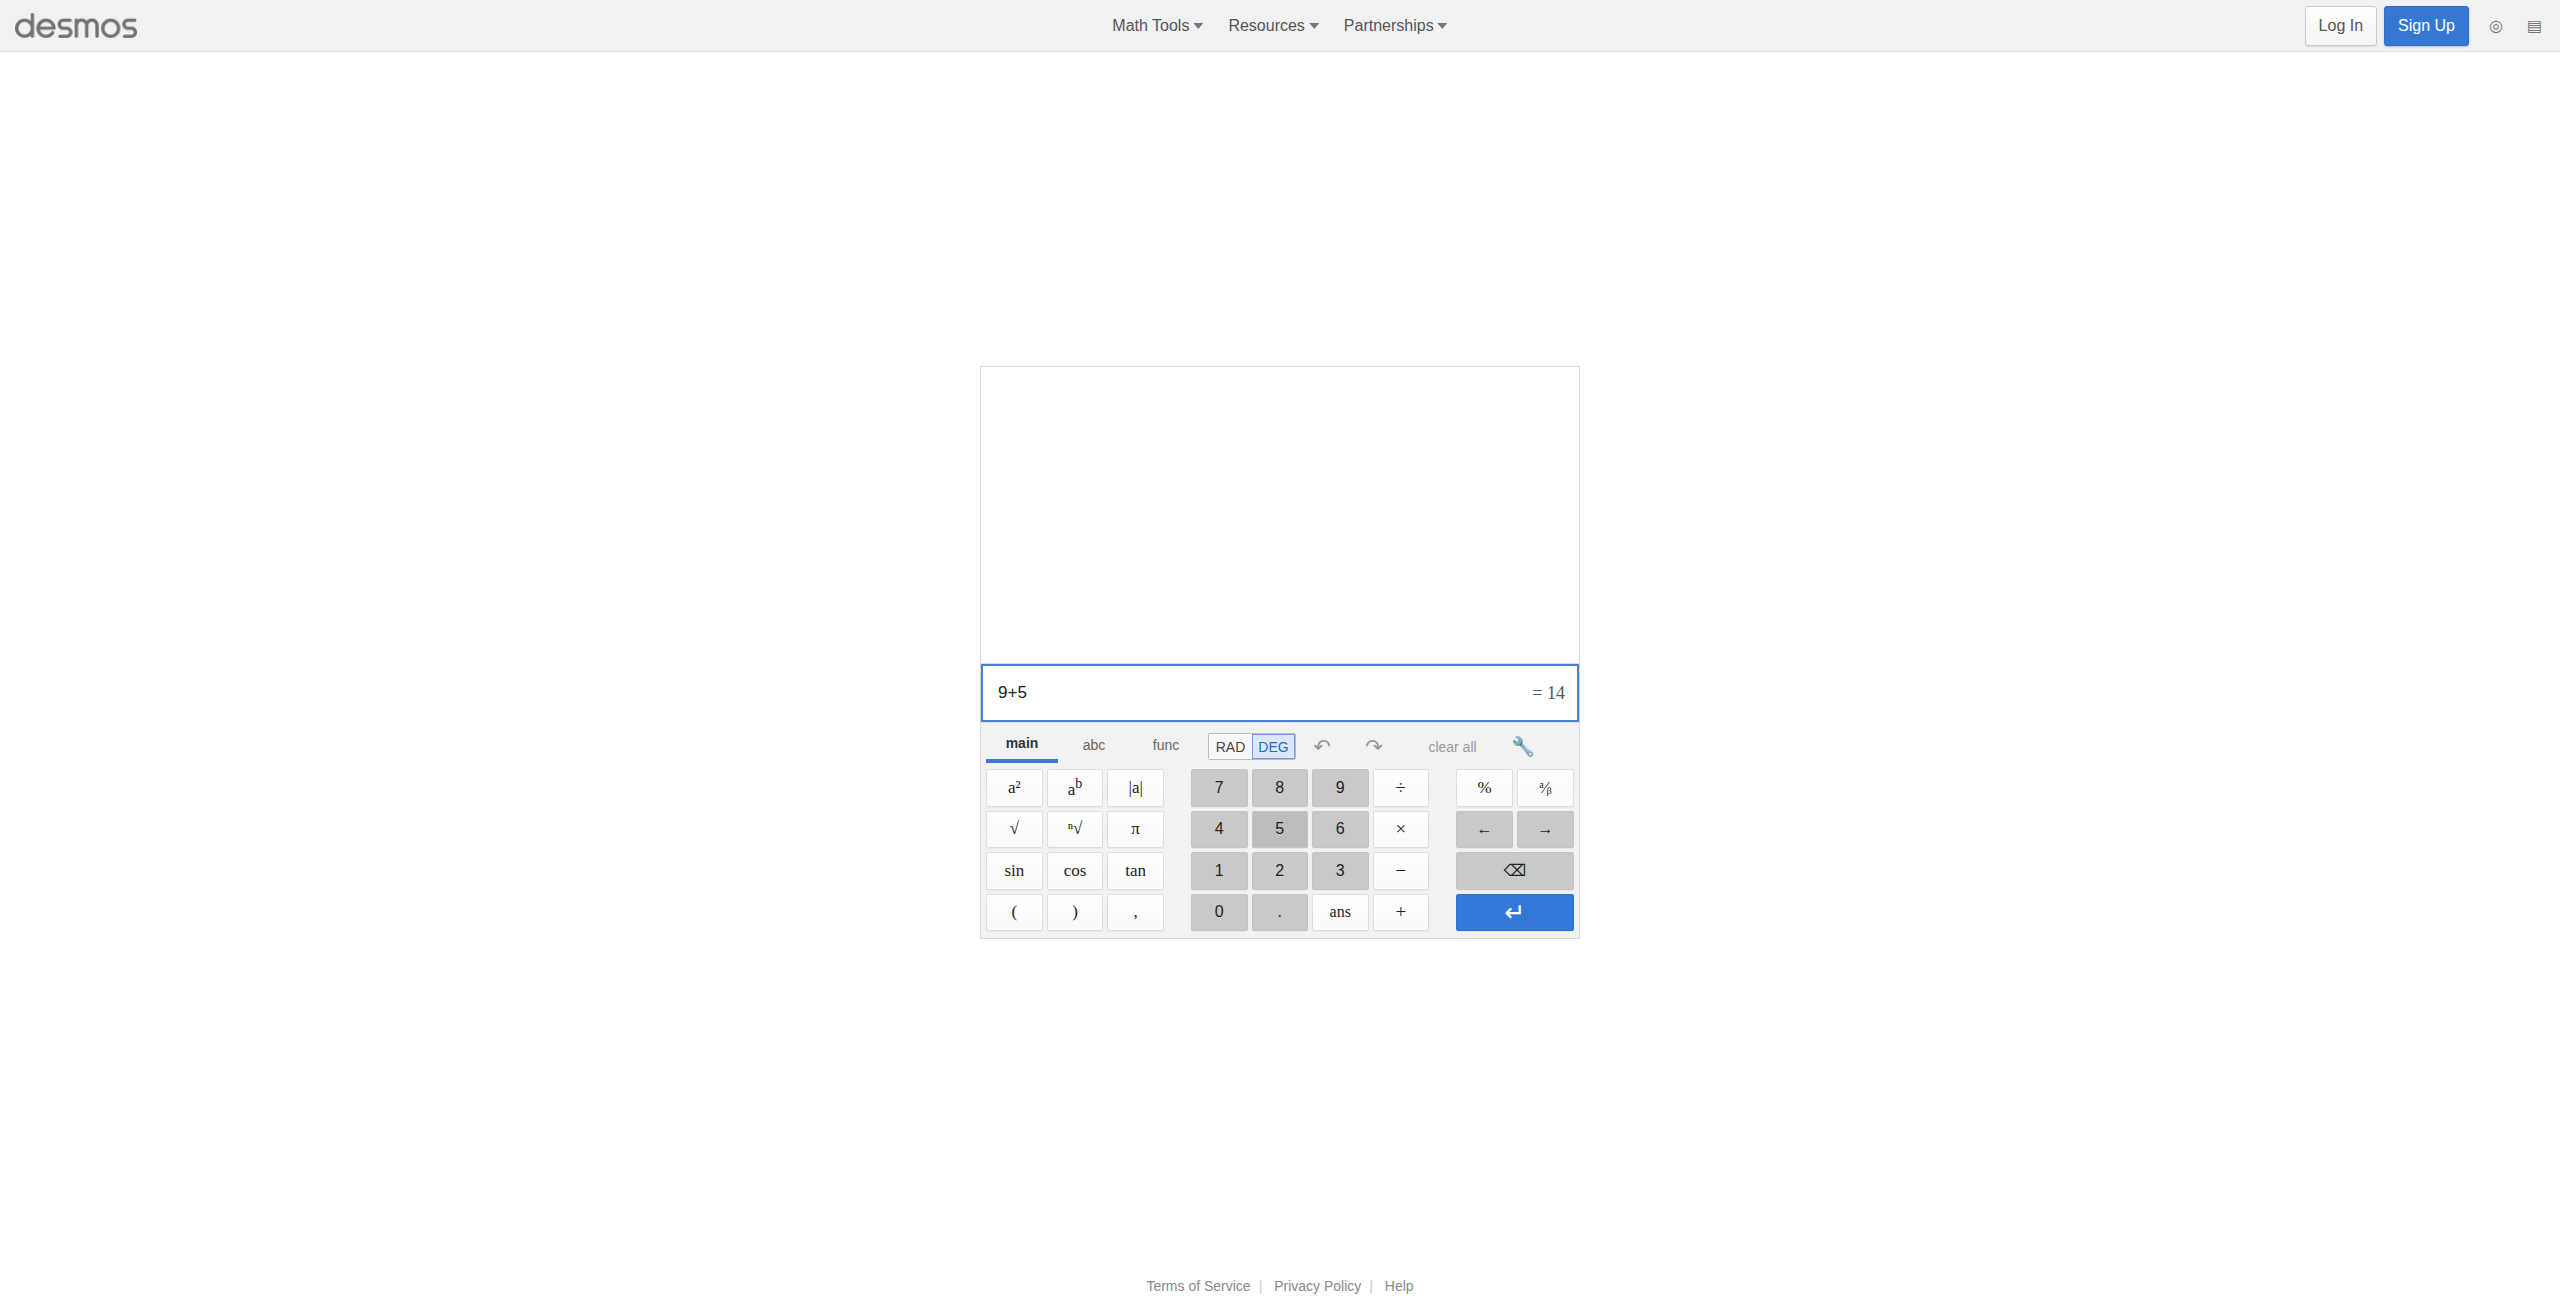 desmos Math Tools Resources Partnerships Log In Sign Up
9+5 = 14
main abc func RAD DEG ↶ ↷ clear all
a² aᵇ |a| 7 8 9 ÷ % ᵃ⁄ᵦ
√ ⁿ√ π 4 5 6 × ← →
sin cos tan 1 2 3 − ⌫
( ) , 0 . ans + ↵
Terms of Service | Privacy Policy | Help